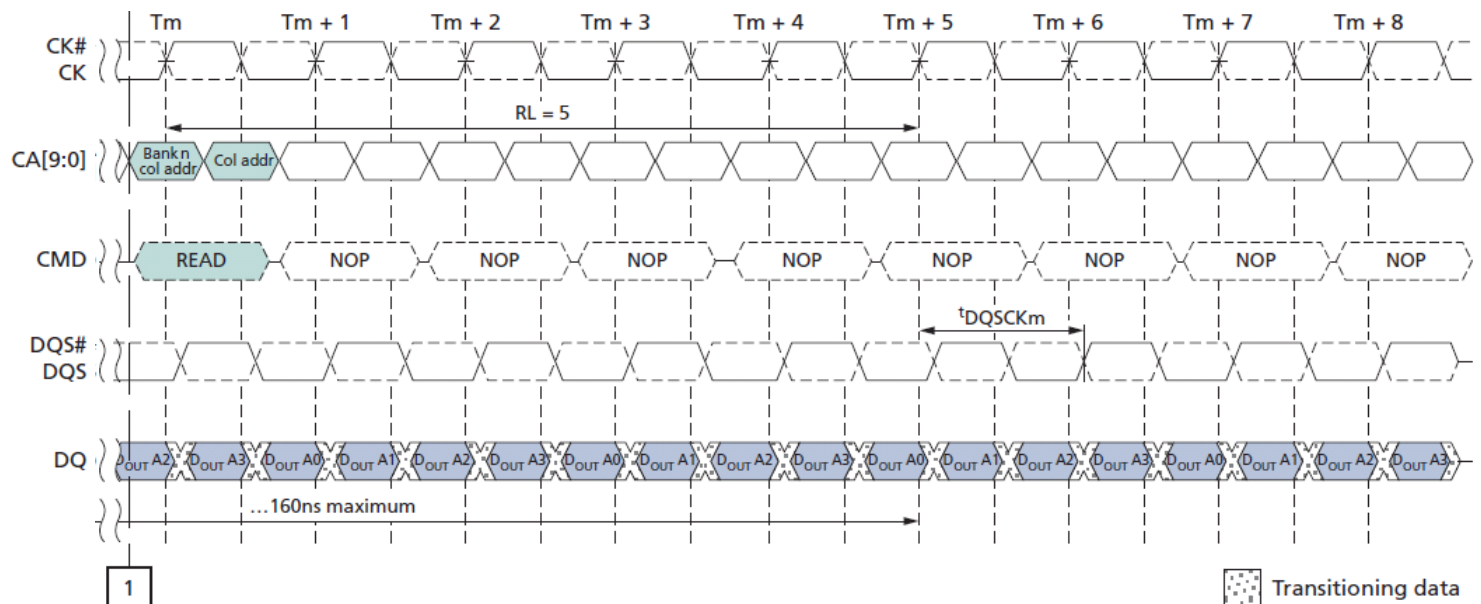 Tm Tm + 1 Tm + 2 Tm + 3 Tm + 4 Tm + 5 Tm + 6 Tm + 7 Tm + 8
CK#
CK
RL = 5
CA[9:0] Bank n col addr Col addr
CMD READ NOP NOP NOP NOP NOP NOP NOP NOP
tDQSCKm
DQS#
DQS
DQ DOUT A2 DOUT A3 DOUT A0 DOUT A1 DOUT A2 DOUT A3 DOUT A0 DOUT A1 DOUT A2 DOUT A3 DOUT A0 DOUT A1 DOUT A2 DOUT A3 DOUT A0 DOUT A1 DOUT A2 DOUT A3
...160ns maximum
1
Transitioning data